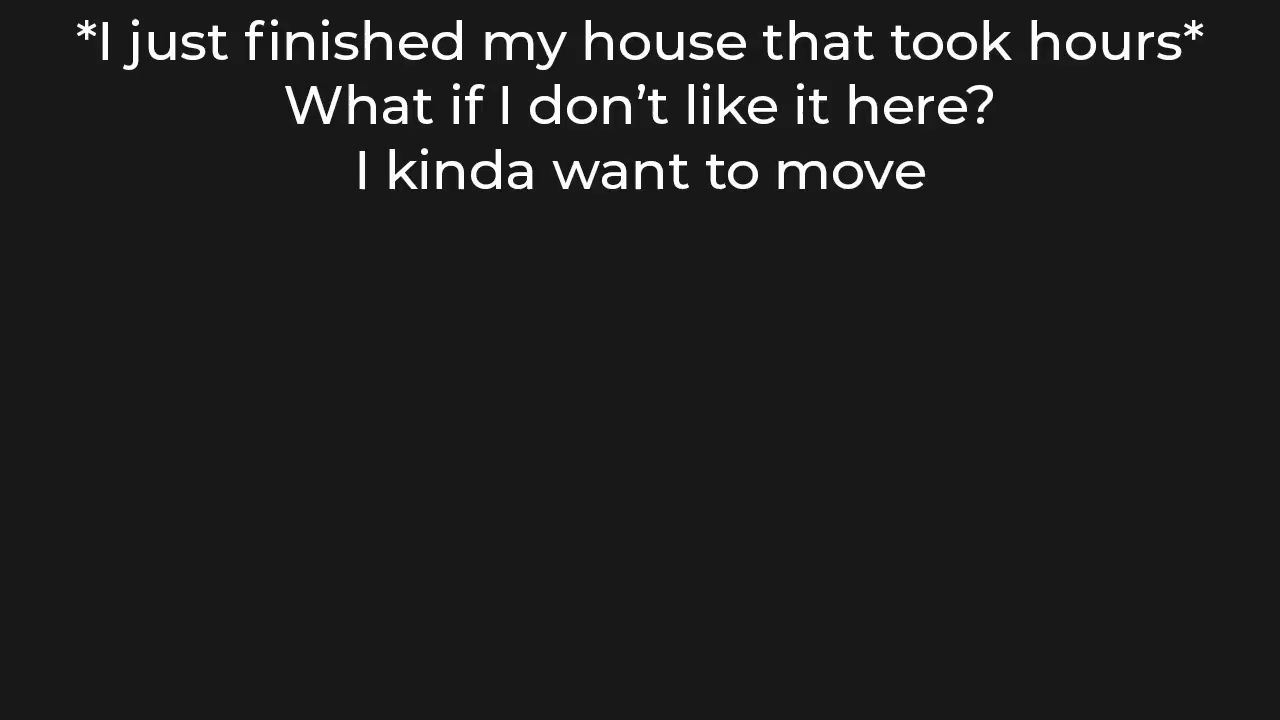 *I just finished my house that took hours*
What if I don’t like it here?
I kinda want to move